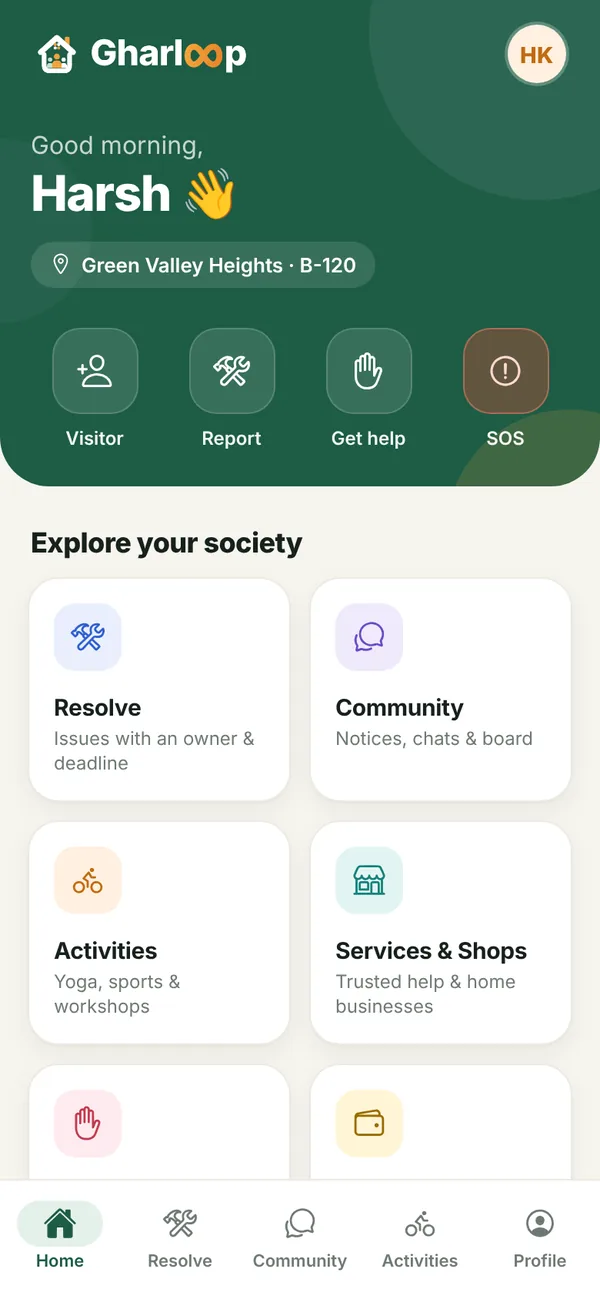 Gharloop
HK
Good morning,
Harsh 👋
Green Valley Heights · B-120
Visitor
Report
Get help
SOS
Explore your society
Resolve
Issues with an owner &
deadline
Community
Notices, chats & board
Activities
Yoga, sports &
workshops
Services & Shops
Trusted help & home
businesses
Home
Resolve
Community
Activities
Profile